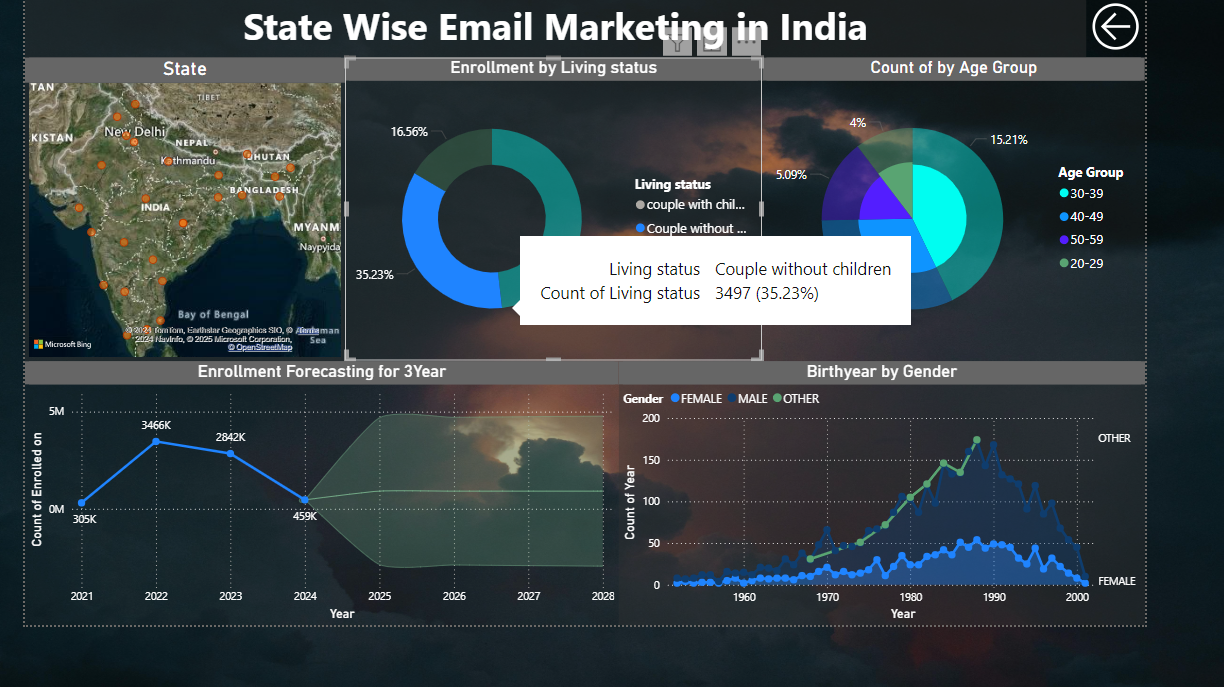 State Wise Email Marketing in India
State
Enrollment by Living status
Count of by Age Group
TAN
TIBET
KISTAN
New Delhi
NEPAL
Kathmandu
BHUTAN
BANGLADESH
INDIA
MYANM
Naypyida
Bay of Bengal
Andaman
Sea
© 2024 TomTom, Earthstar Geographics SIO, ©
2024 NavInfo, © 2025 Microsoft Corporation,
Terms
© OpenStreetMap
Microsoft Bing
16.56%
35.23%
Living status
couple with chil...
Couple without ...
Living status Couple without children
Count of Living status 3497 (35.23%)
4%
15.21%
5.09%
Age Group
30-39
40-49
50-59
20-29
Enrollment Forecasting for 3Year
Birthyear by Gender
Count of Enrolled on
5M
0M
305K
3466K
2842K
459K
2021 2022 2023 2024 2025 2026 2027 2028
Year
Gender FEMALE MALE OTHER
Count of Year
200
150
100
50
0
OTHER
FEMALE
1960 1970 1980 1990 2000
Year